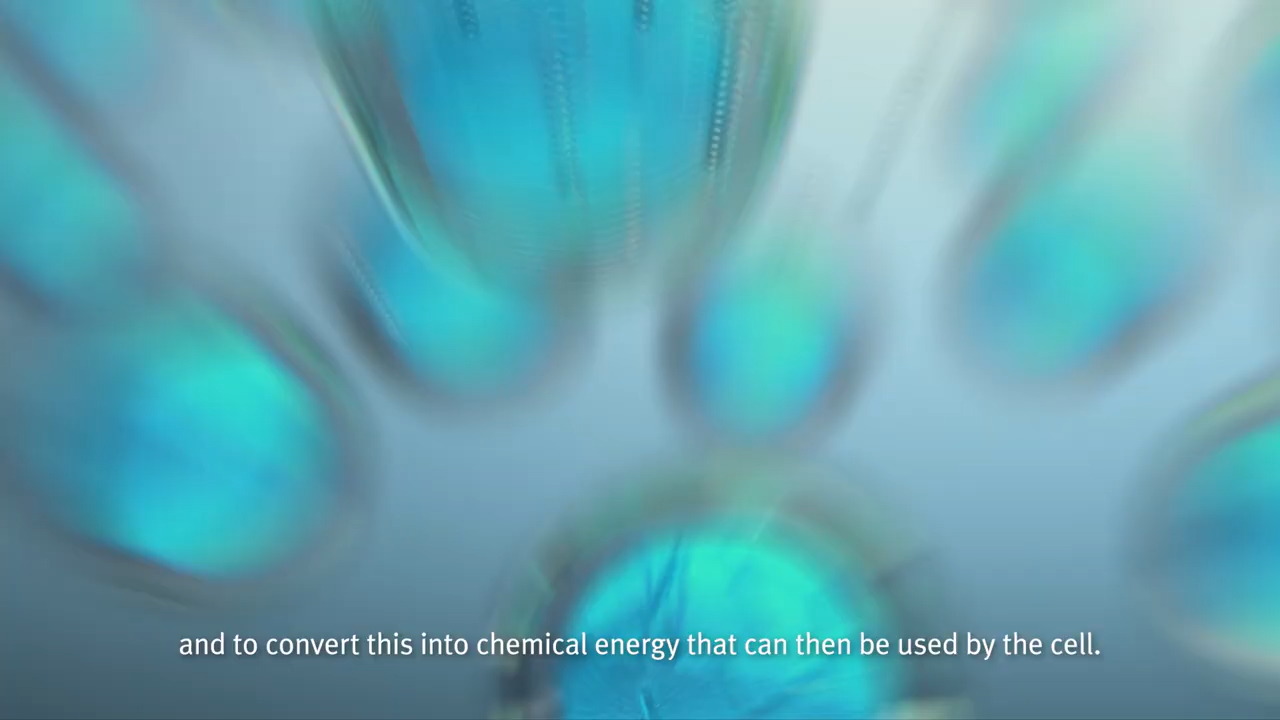 and to convert this into chemical energy that can then be used by the cell.